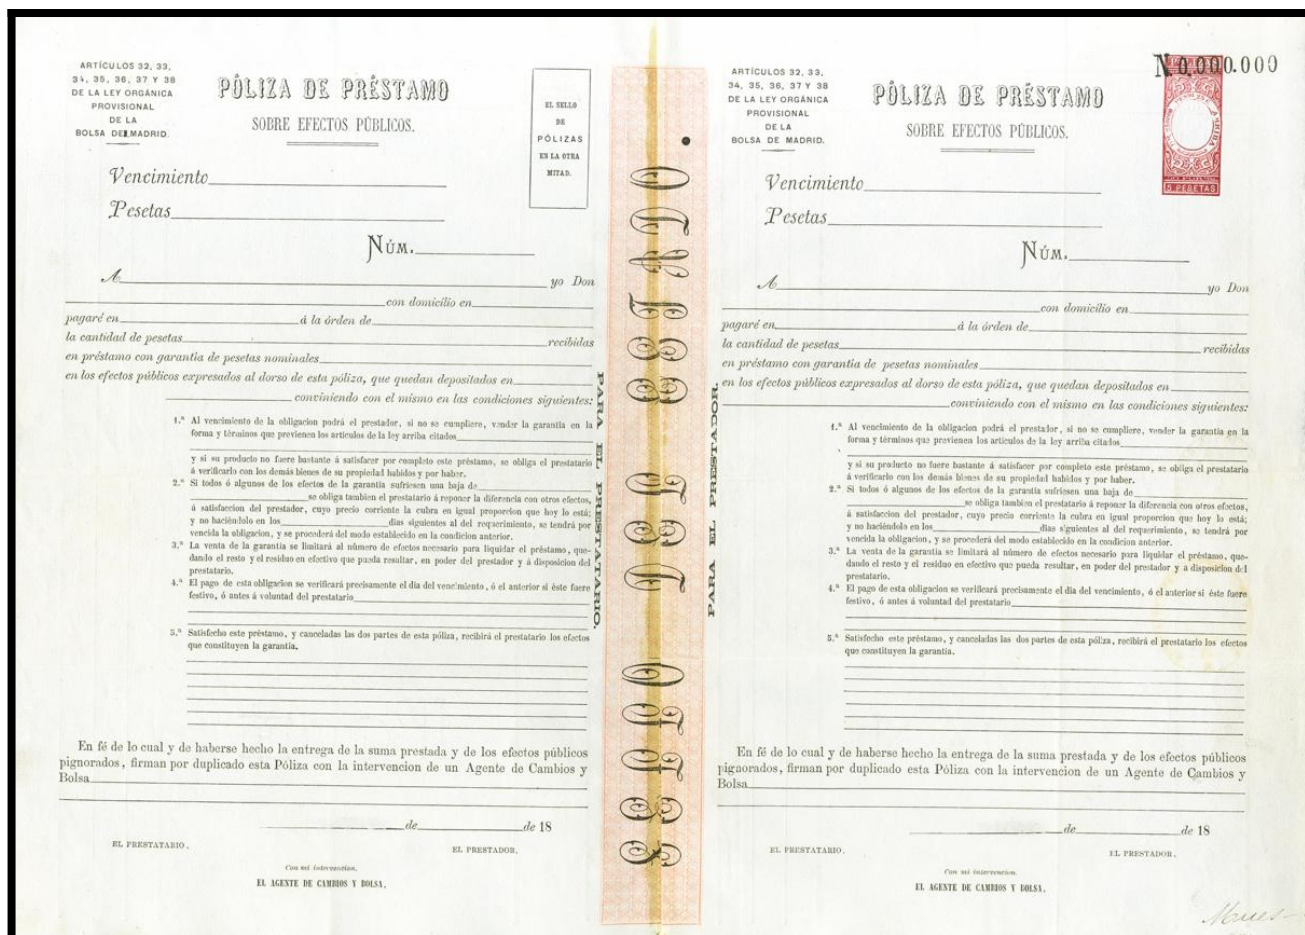 ARTÍCULOS 32, 33,
34, 35, 36, 37 Y 38
DE LA LEY ORGÁNICA
PROVISIONAL
DE LA
BOLSA DE MADRID.
PÓLIZA DE PRÉSTAMO
SOBRE EFECTOS PÚBLICOS.
EL SELLO
DE
PÓLIZAS
EN LA OTRA
MITAD.
Vencimiento
Pesetas
NÚM.
A yo Don
con domicilio en
pagaré en á la órden de
la cantidad de pesetas recibidas
en préstamo con garantia de pesetas nominales
en los efectos públicos expresados al dorso de esta póliza, que quedan depositados en
conviniendo con el mismo en las condiciones siguientes:
1.ª Al vencimiento de la obligacion podrá el prestador, si no se cumpliere, vender la garantía en la
forma y términos que previenen los articulos de la ley arriba citados
y si su producto no fuere bastante á satisfacer por completo este préstamo, se obliga el prestatario
á verificarlo con los demás bienes de su propiedad habidos y por haber.
2.ª Si todos ó algunos de los efectos de la garantía sufriesen una baja de
se obliga tambien el prestatario á reponer la diferencia con otros efectos,
á satisfaccion del prestador, cuyo precio corriente la cubra en igual proporcion que hoy lo está;
y no haciéndolo en los dias siguientes al del requerimiento, se tendrá por
vencida la obligacion, y se procederá del modo establecido en la condicion anterior.
3.ª La venta de la garantía se limitará al número de efectos necesario para liquidar el préstamo, que-
dando el resto y el residuo en efectivo que pueda resultar, en poder del prestador y á disposicion del
prestatario.
4.ª El pago de esta obligacion se verificará precisamente el dia del vencimiento, ó el anterior si éste fuere
festivo, ó antes á voluntad del prestatario
5.ª Satisfecho este préstamo, y canceladas las dos partes de esta póliza, recibirá el prestatario los efectos
que constituyen la garantía.
En fé de lo cual y de haberse hecho la entrega de la suma prestada y de los efectos públicos
pignorados, firman por duplicado esta Póliza con la intervencion de un Agente de Cambios y
Bolsa
de de 18
EL PRESTATARIO. EL PRESTADOR.
Con mi intervencion.
EL AGENTE DE CAMBIOS Y BOLSA.
PARA EL PRESTATARIO.
SELLO DEL ESTADO.
PARA EL PRESTADOR.
ARTÍCULOS 32, 33,
34, 35, 36, 37 Y 38
DE LA LEY ORGÁNICA
PROVISIONAL
DE LA
BOLSA DE MADRID.
PÓLIZA DE PRÉSTAMO
SOBRE EFECTOS PÚBLICOS.
N. 0.000.000
5 PESETAS
Vencimiento
Pesetas
NÚM.
A yo Don
con domicilio en
pagaré en á la órden de
la cantidad de pesetas recibidas
en préstamo con garantia de pesetas nominales
en los efectos públicos expresados al dorso de esta póliza, que quedan depositados en
conviniendo con el mismo en las condiciones siguientes:
1.ª Al vencimiento de la obligacion podrá el prestador, si no se cumpliere, vender la garantía en la
forma y términos que previenen los articulos de la ley arriba citados
y si su producto no fuere bastante á satisfacer por completo este préstamo, se obliga el prestatario
á verificarlo con los demás bienes de su propiedad habidos y por haber.
2.ª Si todos ó algunos de los efectos de la garantía sufriesen una baja de
se obliga tambien el prestatario á reponer la diferencia con otros efectos,
á satisfaccion del prestador, cuyo precio corriente la cubra en igual proporcion que hoy lo está;
y no haciéndolo en los dias siguientes al del requerimiento, se tendrá por
vencida la obligacion, y se procederá del modo establecido en la condicion anterior.
3.ª La venta de la garantía se limitará al número de efectos necesario para liquidar el préstamo, que-
dando el resto y el residuo en efectivo que pueda resultar, en poder del prestador y á disposicion del
prestatario.
4.ª El pago de esta obligacion se verificará precisamente el dia del vencimiento, ó el anterior si éste fuere
festivo, ó antes á voluntad del prestatario
5.ª Satisfecho este préstamo, y canceladas las dos partes de esta póliza, recibirá el prestatario los efectos
que constituyen la garantía.
En fé de lo cual y de haberse hecho la entrega de la suma prestada y de los efectos públicos
pignorados, firman por duplicado esta Póliza con la intervencion de un Agente de Cambios y
Bolsa
de de 18
EL PRESTATARIO. EL PRESTADOR.
Con mi intervencion.
EL AGENTE DE CAMBIOS Y BOLSA.